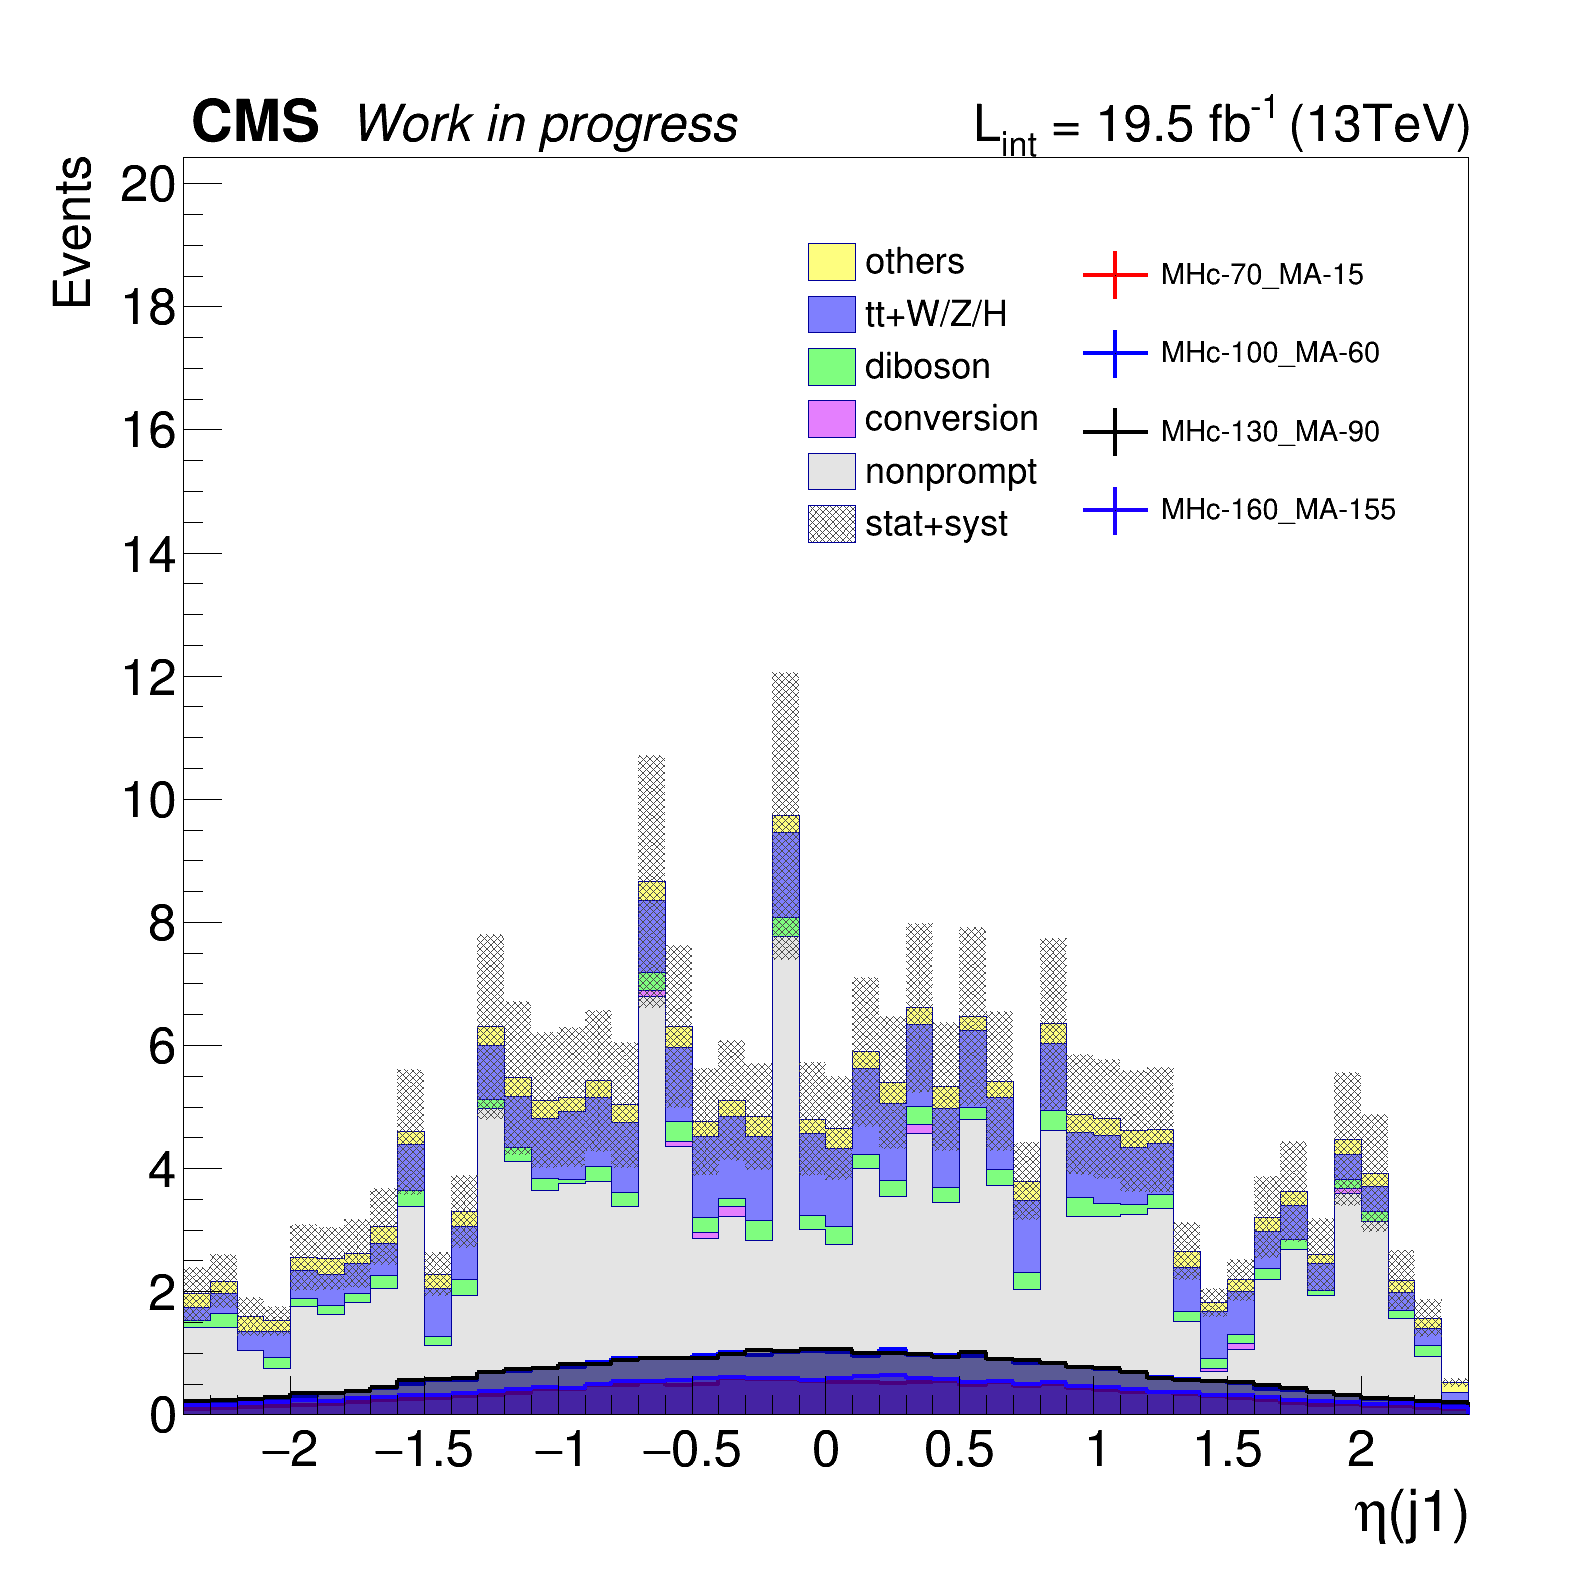 CMS Work in progress
L_int = 19.5 fb^-1 (13TeV)
Events
20
18
16
14
12
10
8
6
4
2
0
others
tt+W/Z/H
diboson
conversion
nonprompt
stat+syst
MHc-70_MA-15
MHc-100_MA-60
MHc-130_MA-90
MHc-160_MA-155
−2 −1.5 −1 −0.5 0 0.5 1 1.5 2
η(j1)